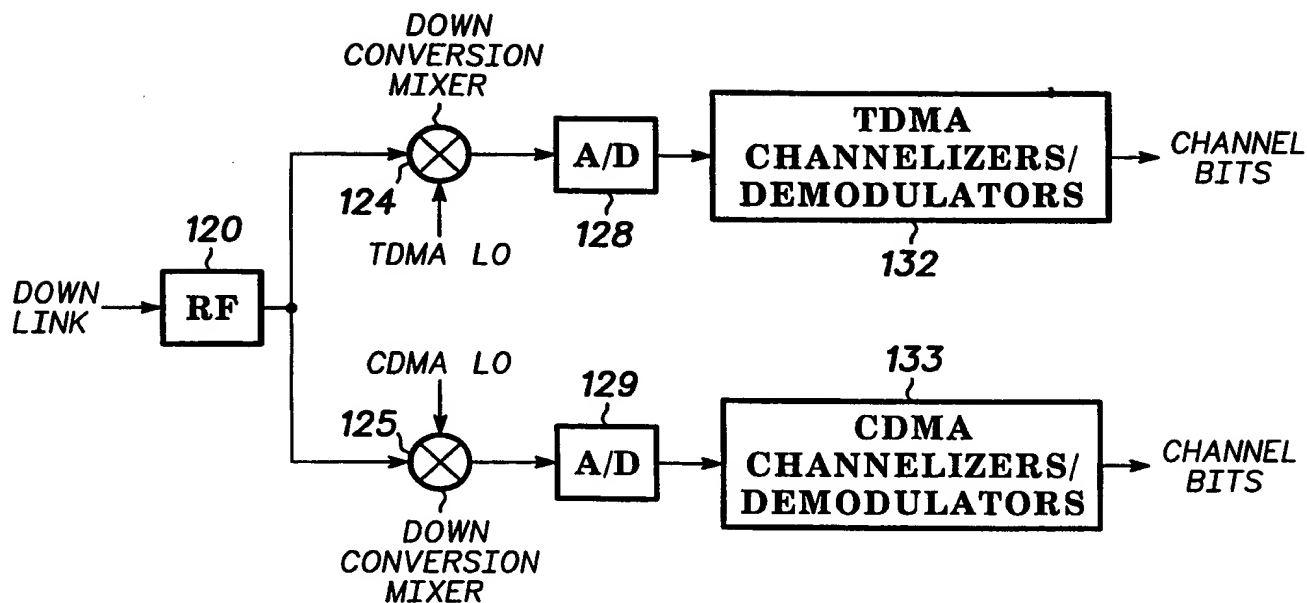 DOWN
CONVERSION
MIXER
124
TDMA LO
A/D
128
TDMA
CHANNELIZERS/
DEMODULATORS
132
CHANNEL
BITS
DOWN
LINK
120
RF
CDMA LO
125
DOWN
CONVERSION
MIXER
129
A/D
133
CDMA
CHANNELIZERS/
DEMODULATORS
CHANNEL
BITS